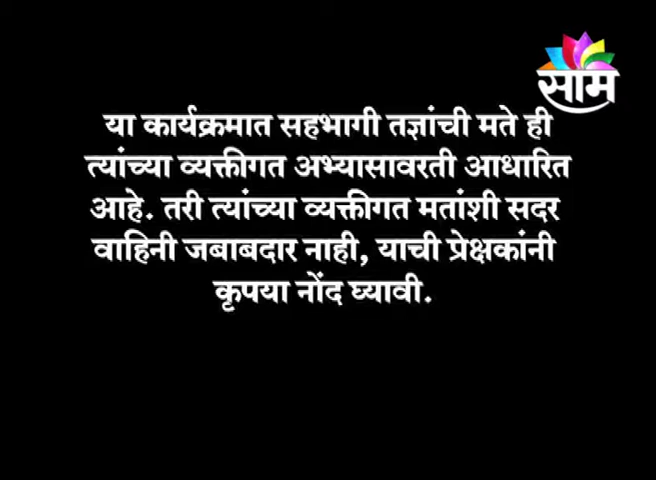 साम
या कार्यक्रमात सहभागी तज्ञांची मते ही
त्यांच्या व्यक्तीगत अभ्यासावरती आधारित
आहे. तरी त्यांच्या व्यक्तीगत मतांशी सदर
वाहिनी जबाबदार नाही, याची प्रेक्षकांनी
कृपया नोंद घ्यावी.